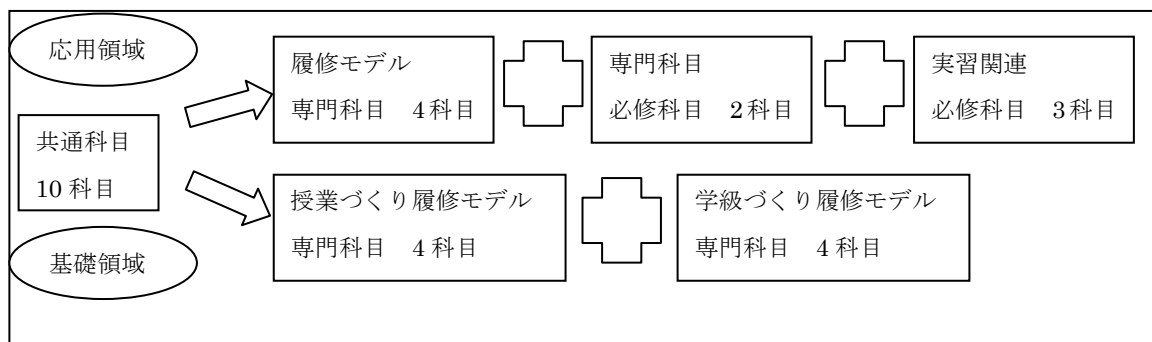 応用領域
履修モデル
専門科目　4科目
専門科目
必修科目　2科目
実習関連
必修科目　3科目
共通科目
10科目
授業づくり履修モデル
専門科目　4科目
学級づくり履修モデル
専門科目　4科目
基礎領域